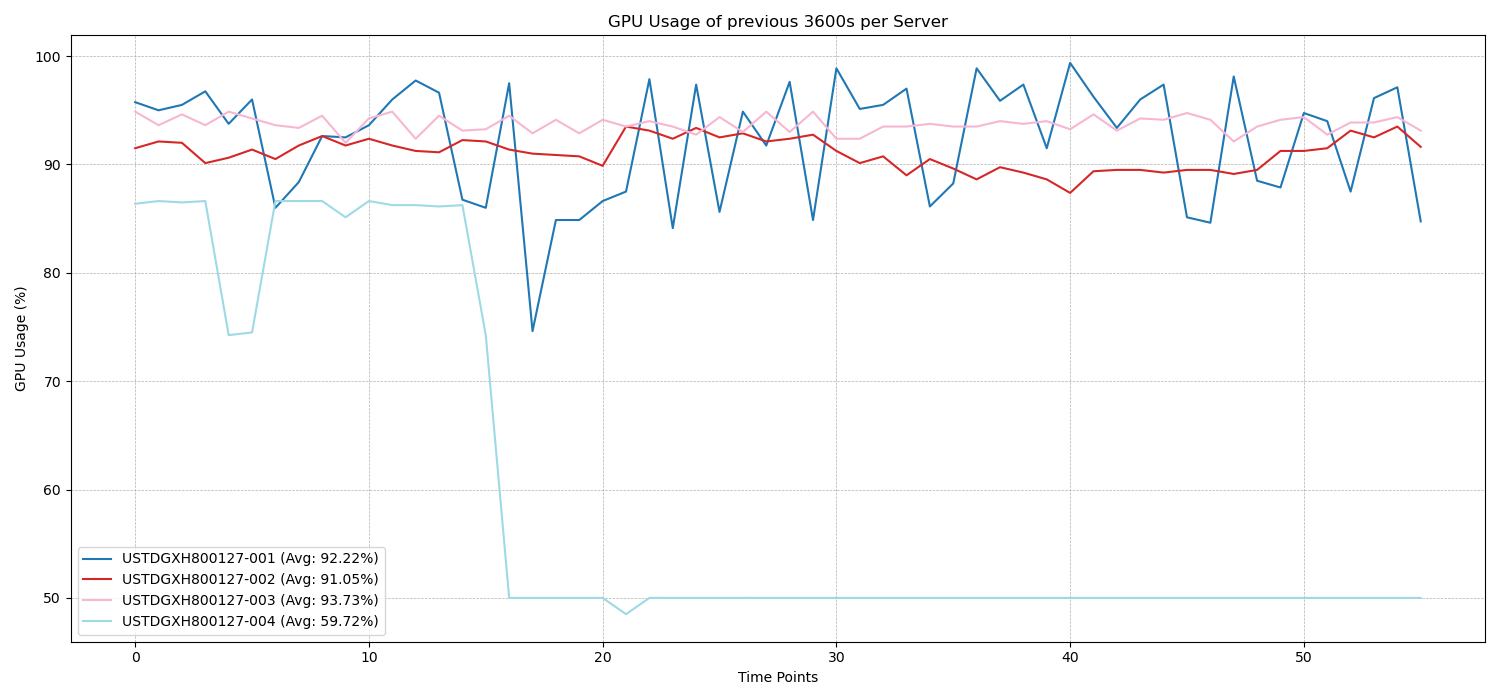 GPU Usage of previous 3600s per Server
GPU Usage (%)
100
90
80
70
60
50
USTDGXH800127-001 (Avg: 92.22%)
USTDGXH800127-002 (Avg: 91.05%)
USTDGXH800127-003 (Avg: 93.73%)
USTDGXH800127-004 (Avg: 59.72%)
0 10 20 30 40 50
Time Points